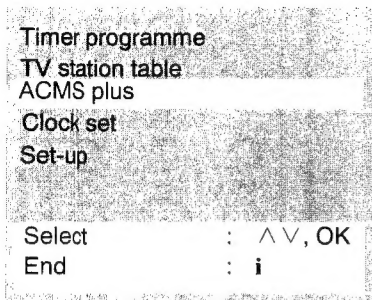 Timer programme
TV station table
ACMS plus
Clock set
Set-up
Select : ∧ ∨, OK
End : i